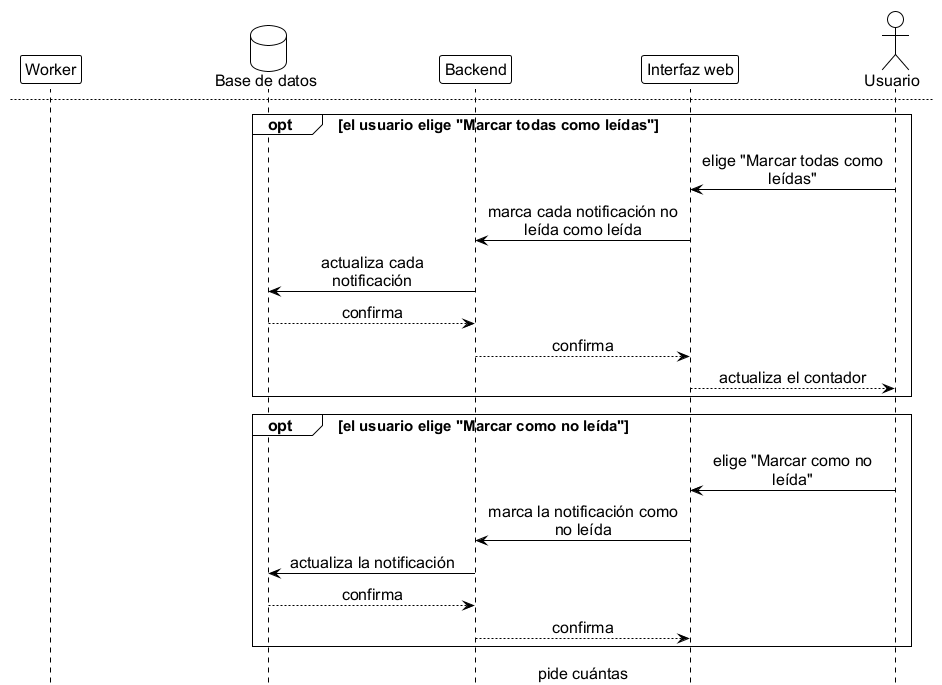 Worker
Base de datos
Backend
Interfaz web
Usuario
opt [el usuario elige "Marcar todas como leídas"]
elige "Marcar todas como
leídas"
marca cada notificación no
leída como leída
actualiza cada
notificación
confirma
confirma
actualiza el contador
opt [el usuario elige "Marcar como no leída"]
elige "Marcar como no
leída"
marca la notificación como
no leída
actualiza la notificación
confirma
confirma
pide cuántas